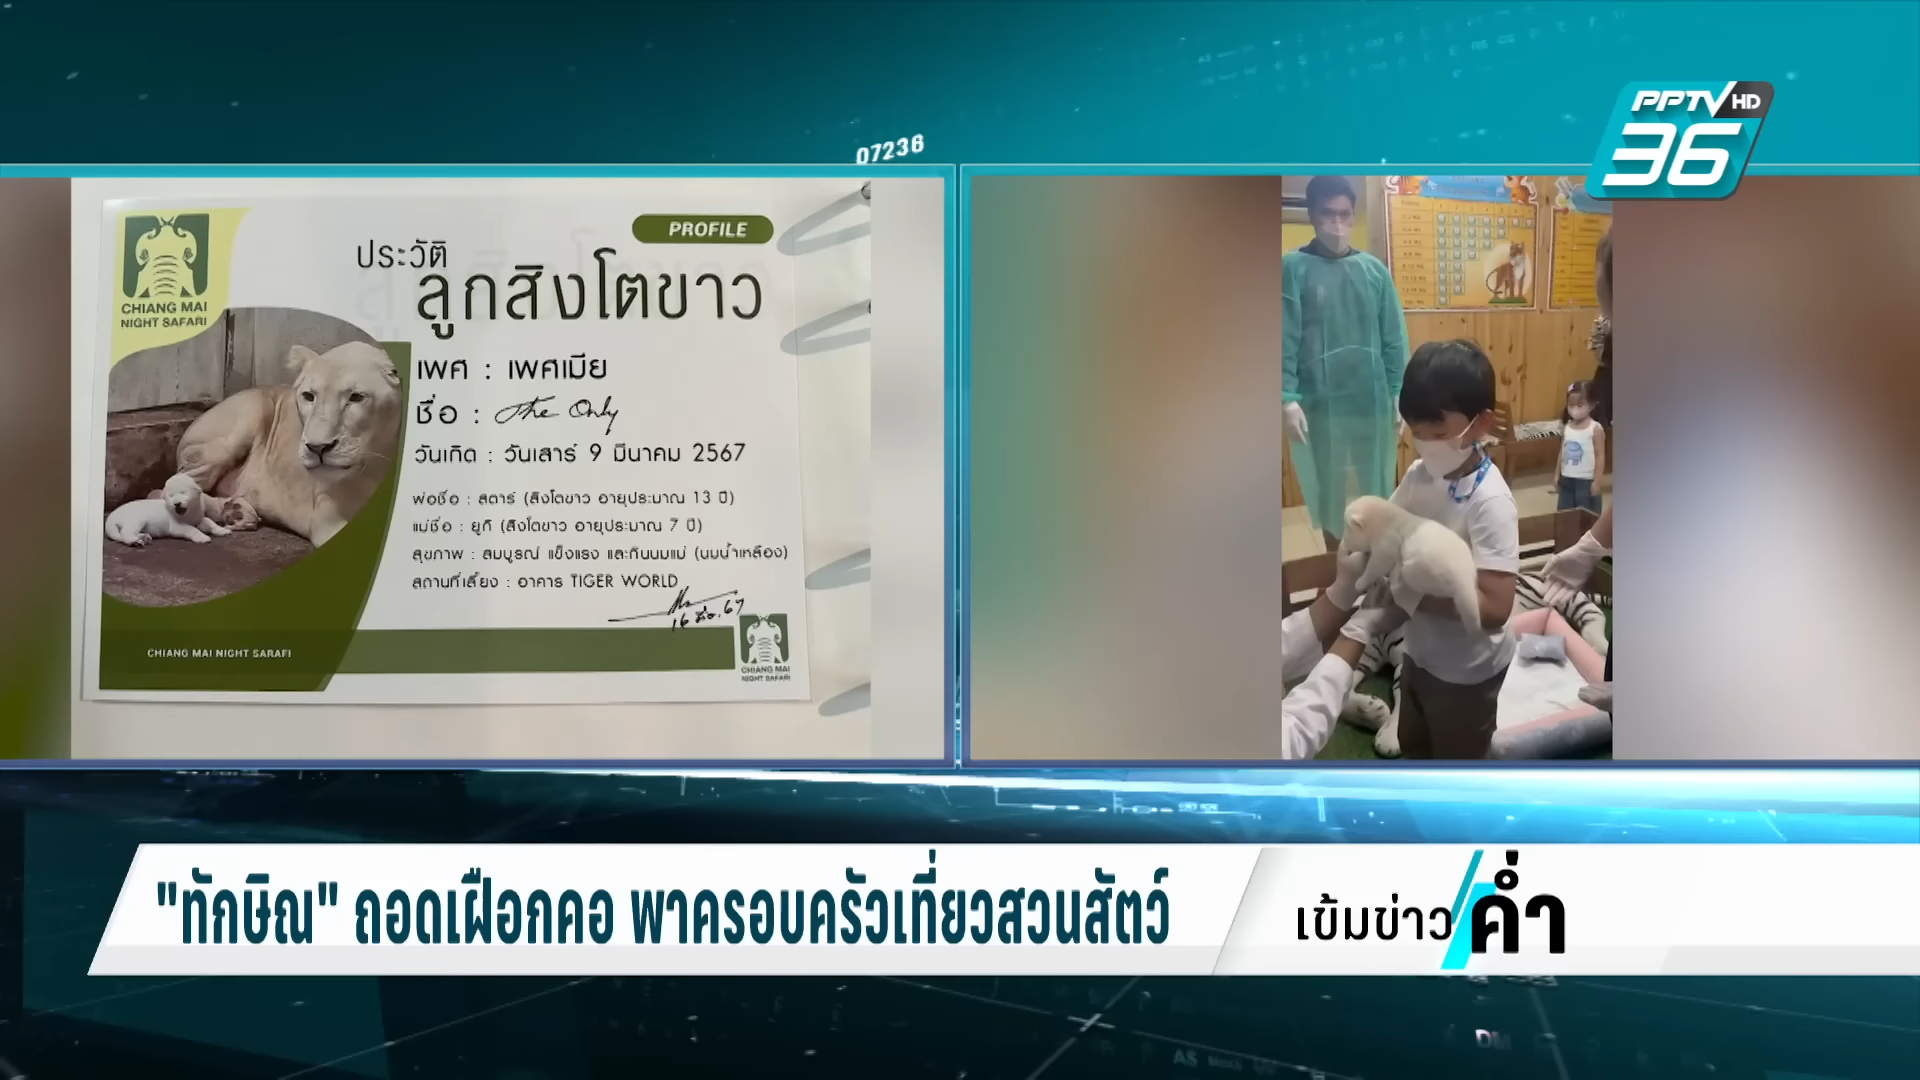 PPTV HD
36
07236
PROFILE
ประวัติ
ลูกสิงโตขาว
CHIANG MAI
NIGHT SAFARI
เพศ : เพศเมีย
ชื่อ : The Only
วันเกิด : วันเสาร์ 9 มีนาคม 2567
พ่อชื่อ : สตาร์ (สิงโตขาว อายุประมาณ 13 ปี)
แม่ชื่อ : ยูกิ (สิงโตขาว อายุประมาณ 7 ปี)
สุขภาพ : สมบูรณ์ แข็งแรง และกินนมแม่ (นมน้ำเหลือง)
สถานที่เลี้ยง : อาคาร TIGER WORLD
16 มีค. 67
CHIANG MAI NIGHT SARAFI
CHIANG MAI
NIGHT SAFARI
"ทักษิณ" ถอดเฝือกคอ พาครอบครัวเที่ยวสวนสัตว์
เข้มข่าวค่ำ